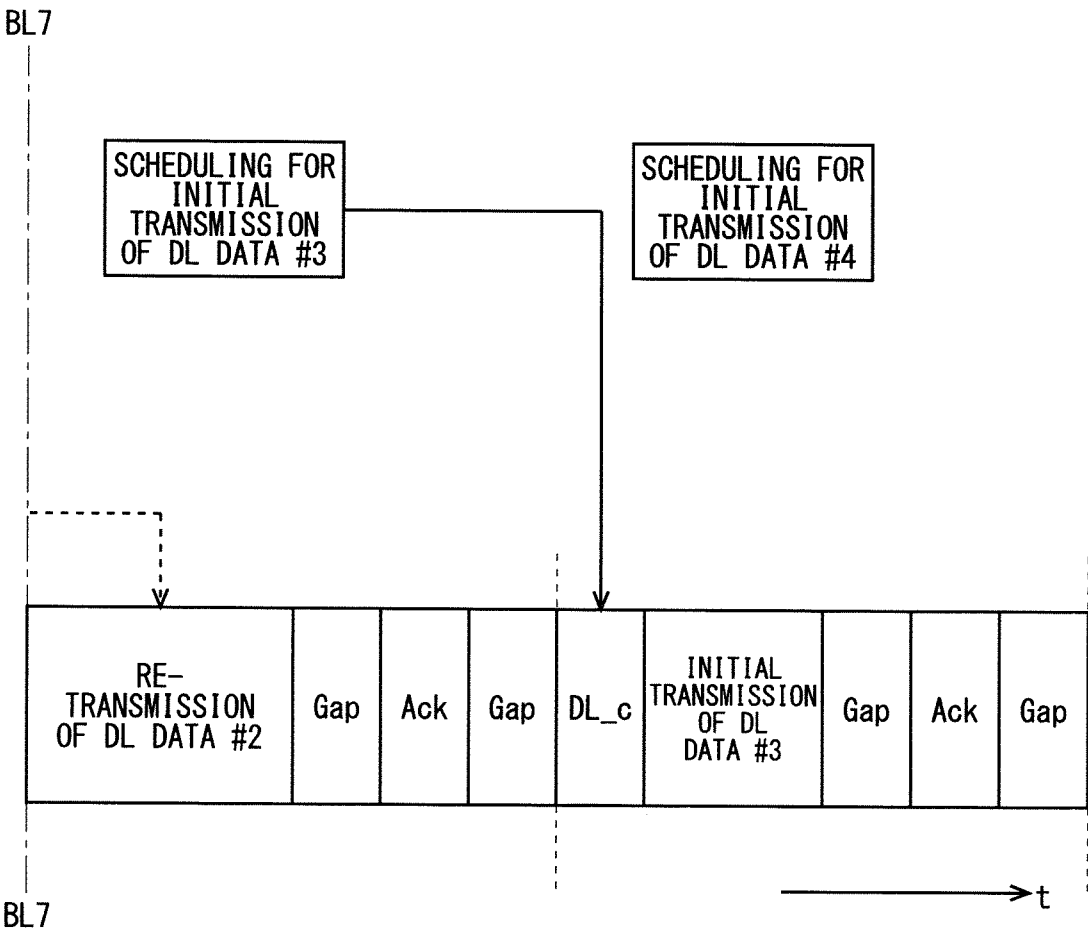 BL7
SCHEDULING FOR
INITIAL
TRANSMISSION
OF DL DATA #3
SCHEDULING FOR
INITIAL
TRANSMISSION
OF DL DATA #4
RE-
TRANSMISSION
OF DL DATA #2
Gap
Ack
Gap
DL_c
INITIAL
TRANSMISSION
OF DL
DATA #3
Gap
Ack
Gap
t
BL7